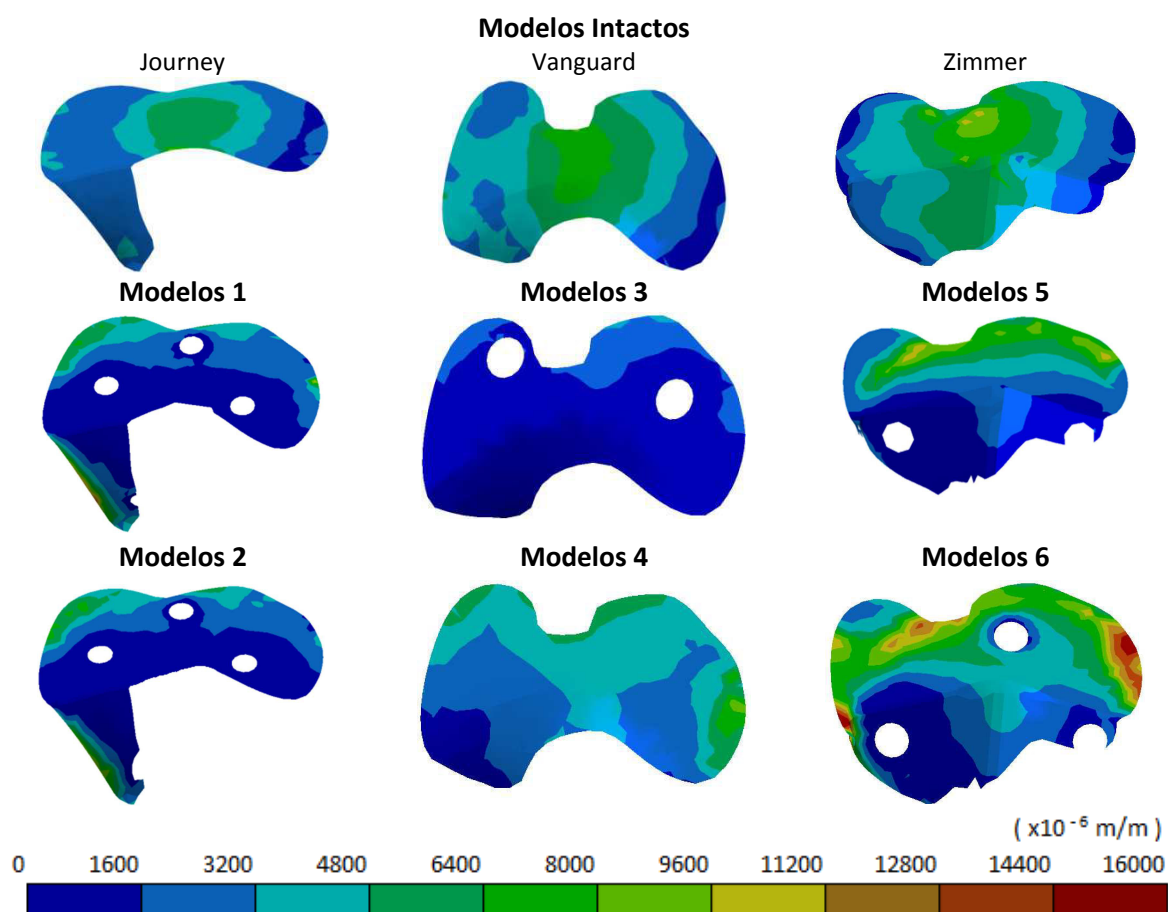 Modelos Intactos
Journey Vanguard Zimmer
Modelos 1 Modelos 3 Modelos 5
Modelos 2 Modelos 4 Modelos 6
( x10⁻⁶ m/m )
0 1600 3200 4800 6400 8000 9600 11200 12800 14400 16000